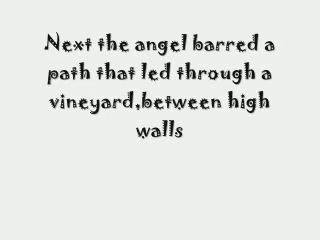 Next the angel barred a
path that led through a
vineyard,between high
walls